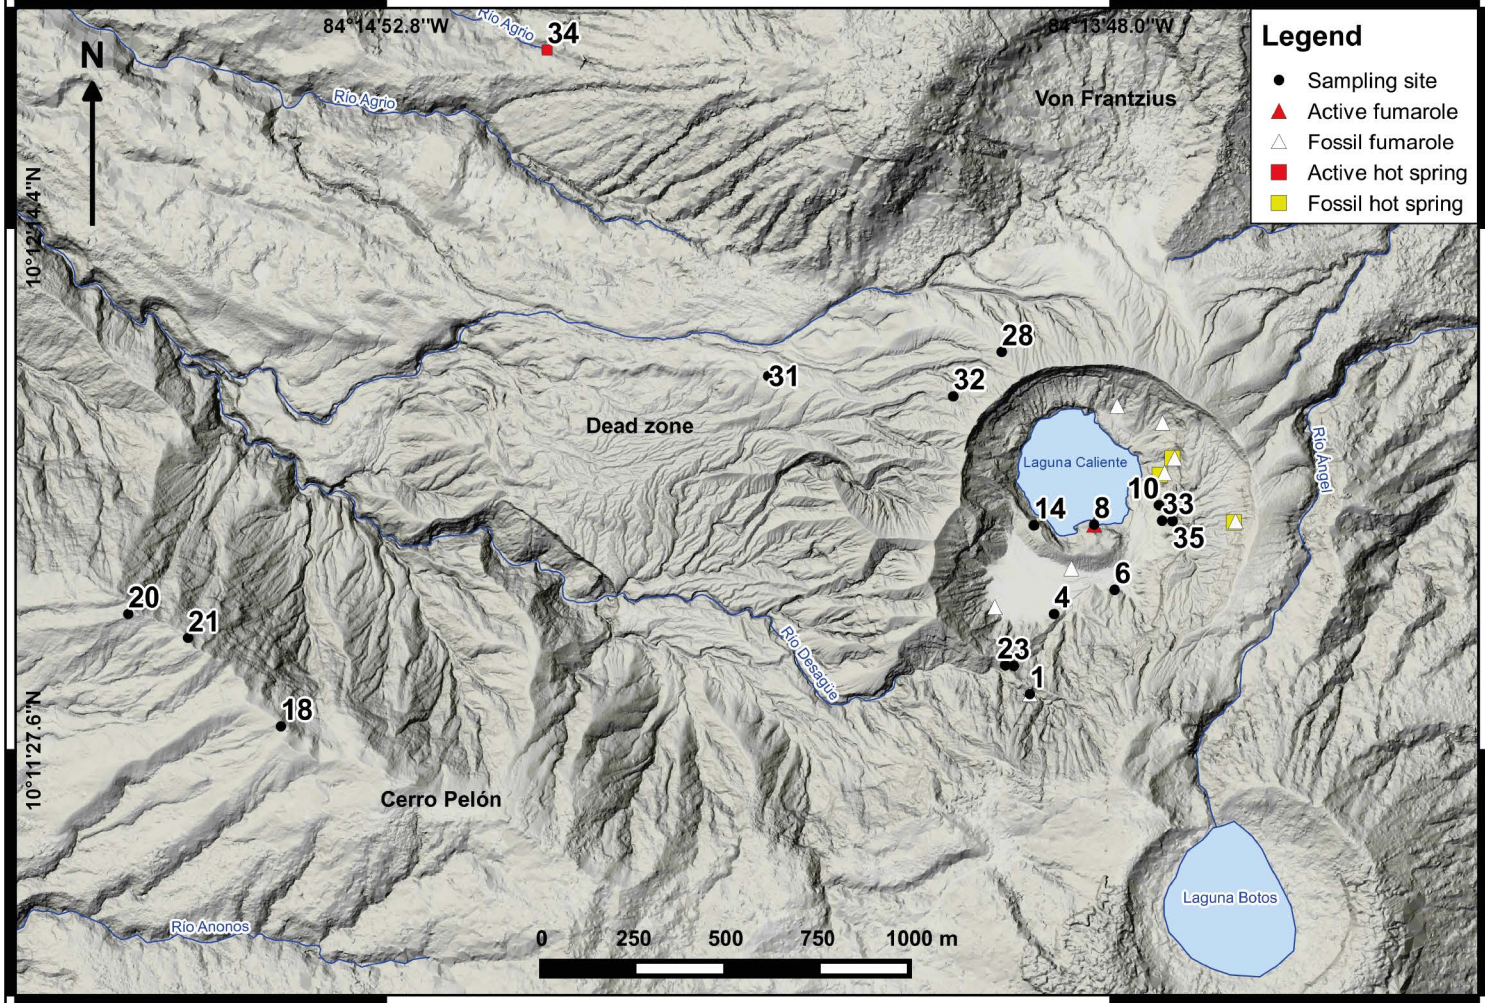 84°14'52.8"W
84°13'48.0"W
Río Agrio
34
N
Legend
Sampling site
Active fumarole
Fossil fumarole
Active hot spring
Fossil hot spring
Río Agrio
Von Frantzius
10°12'14.4"N
28
31
32
Dead zone
Laguna Caliente
Río Ángel
10
14
8
33
35
6
4
20
21
23
1
Río Desagüe
18
10°11'27.6"N
Cerro Pelón
Laguna Botos
Río Anonos
0 250 500 750 1000 m